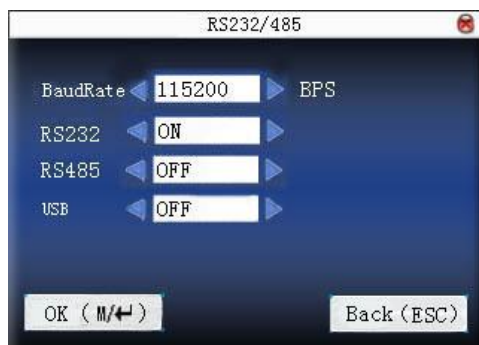 RS232/485
BaudRate 115200 BPS
RS232 ON
RS485 OFF
USB OFF
OK (M/↵) Back(ESC)